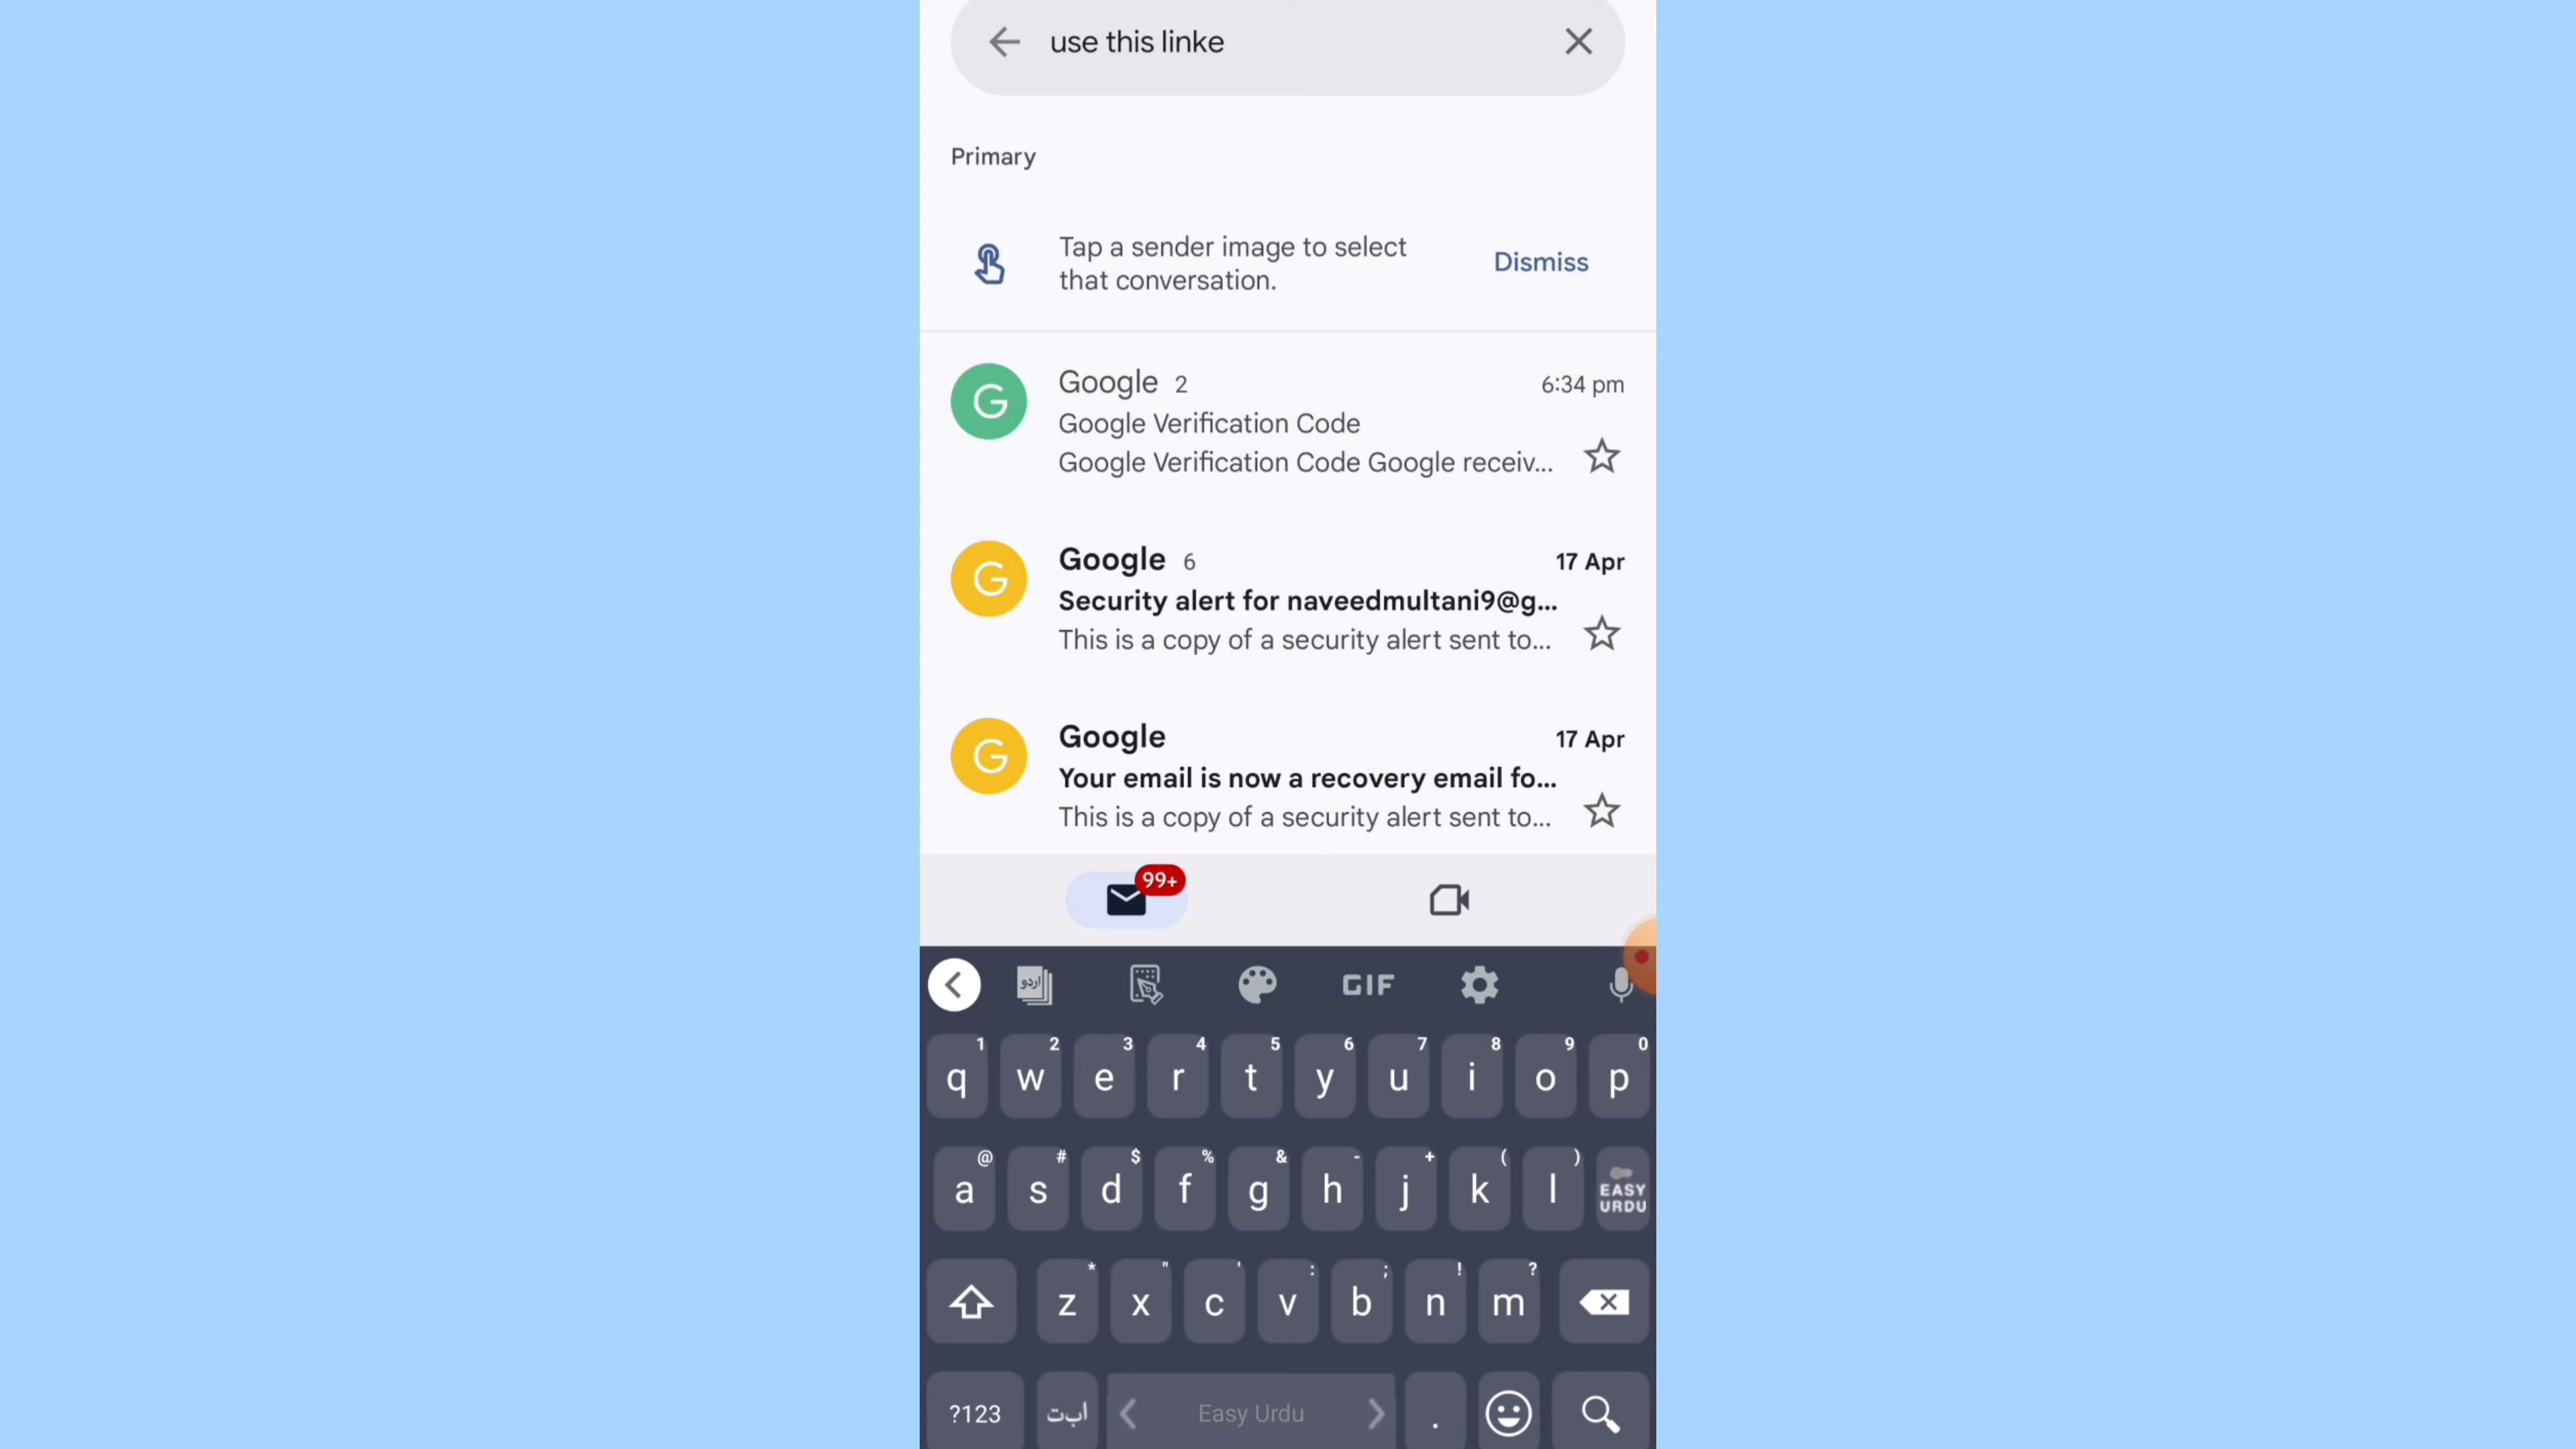 use this linke
Primary
Tap a sender image to select
that conversation.
Dismiss
Google 2
6:34 pm
Google Verification Code
Google Verification Code Google receiv...
Google 6
17 Apr
Security alert for naveedmultani9@g...
This is a copy of a security alert sent to...
Google
17 Apr
Your email is now a recovery email fo...
This is a copy of a security alert sent to...
99+
اردو GIF
1 2 3 4 5 6 7 8 9 0
q w e r t y u i o p
@ # $ % & - + ( )
a s d f g h j k l EASY
URDU
* " ' : ; ! ?
z x c v b n m
?123 ابت Easy Urdu .